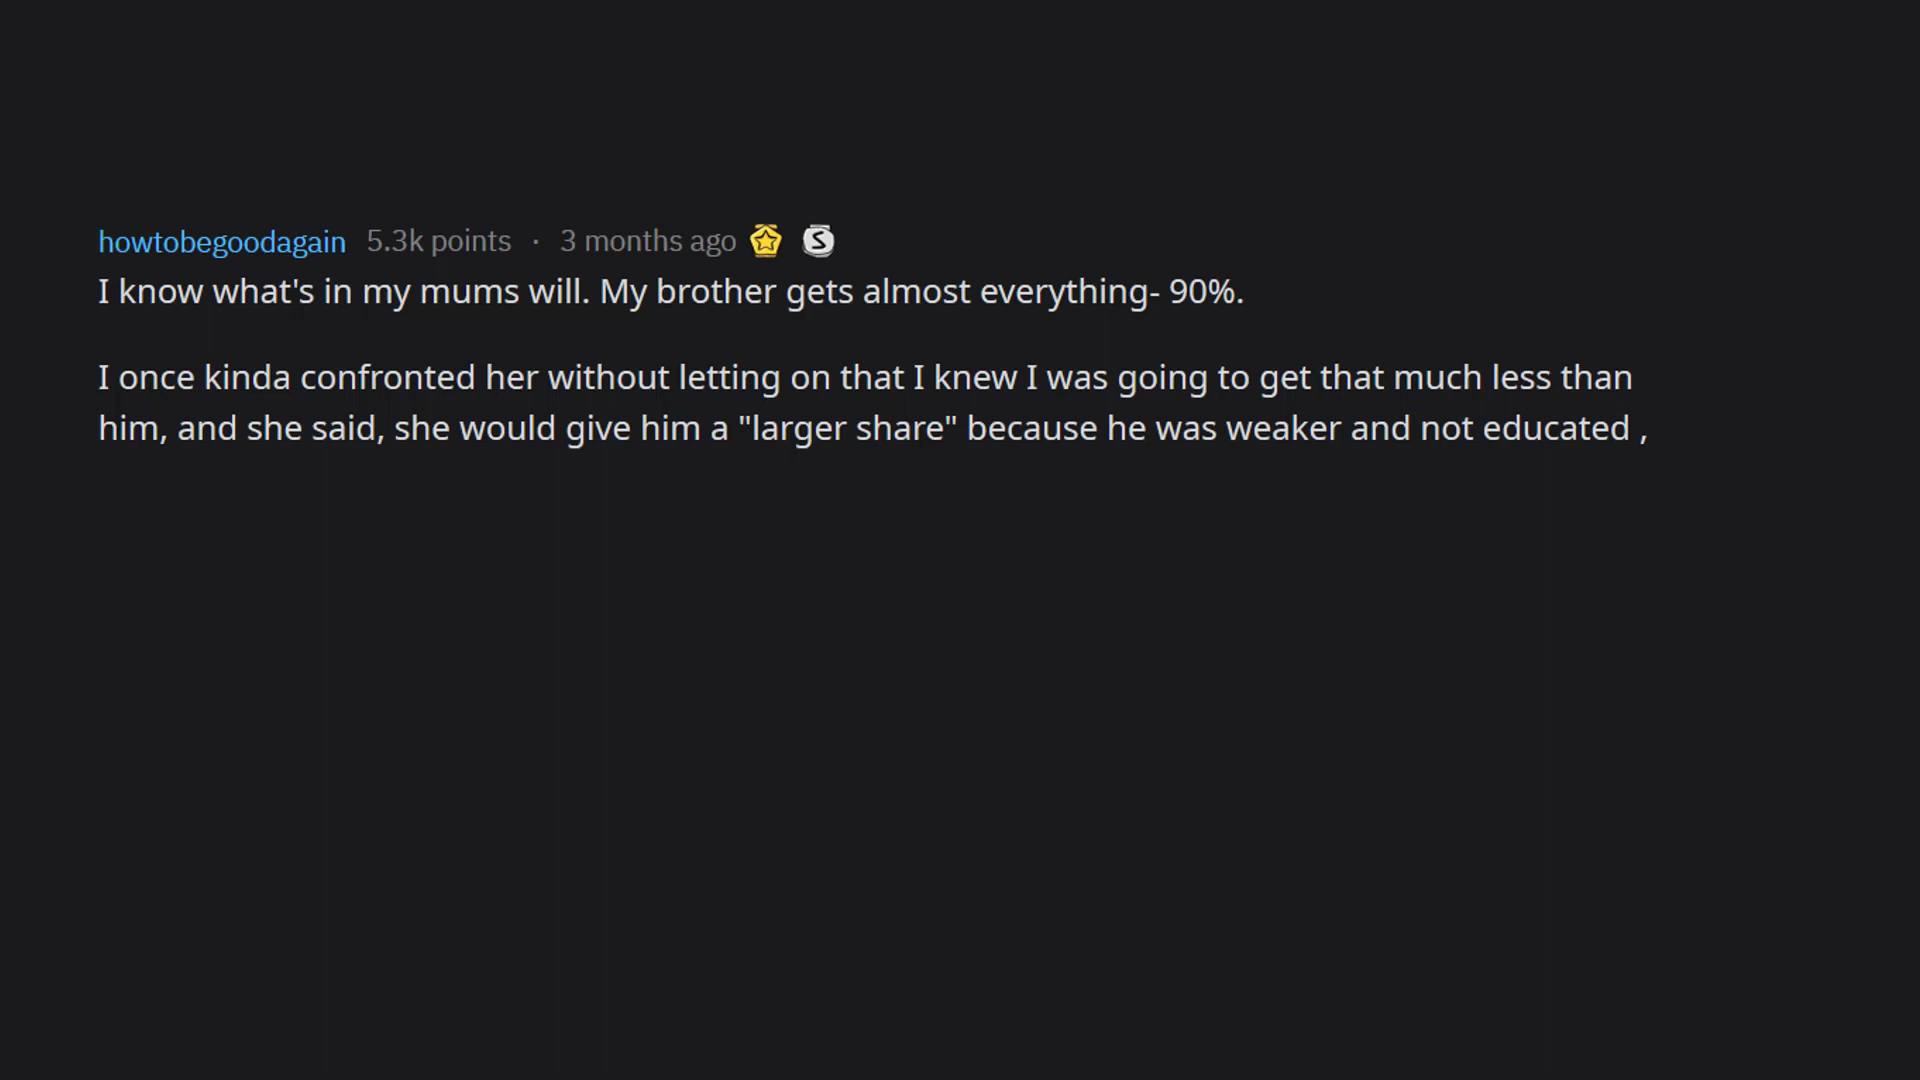 howtobegoodagain 5.3k points · 3 months ago
I know what's in my mums will. My brother gets almost everything- 90%.
I once kinda confronted her without letting on that I knew I was going to get that much less than
him, and she said, she would give him a "larger share" because he was weaker and not educated ,